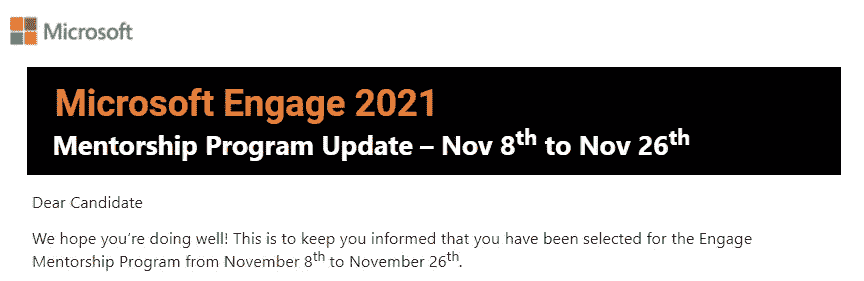 Microsoft
Microsoft Engage 2021
Mentorship Program Update – Nov 8th to Nov 26th
Dear Candidate
We hope you’re doing well! This is to keep you informed that you have been selected for the Engage
Mentorship Program from November 8th to November 26th.